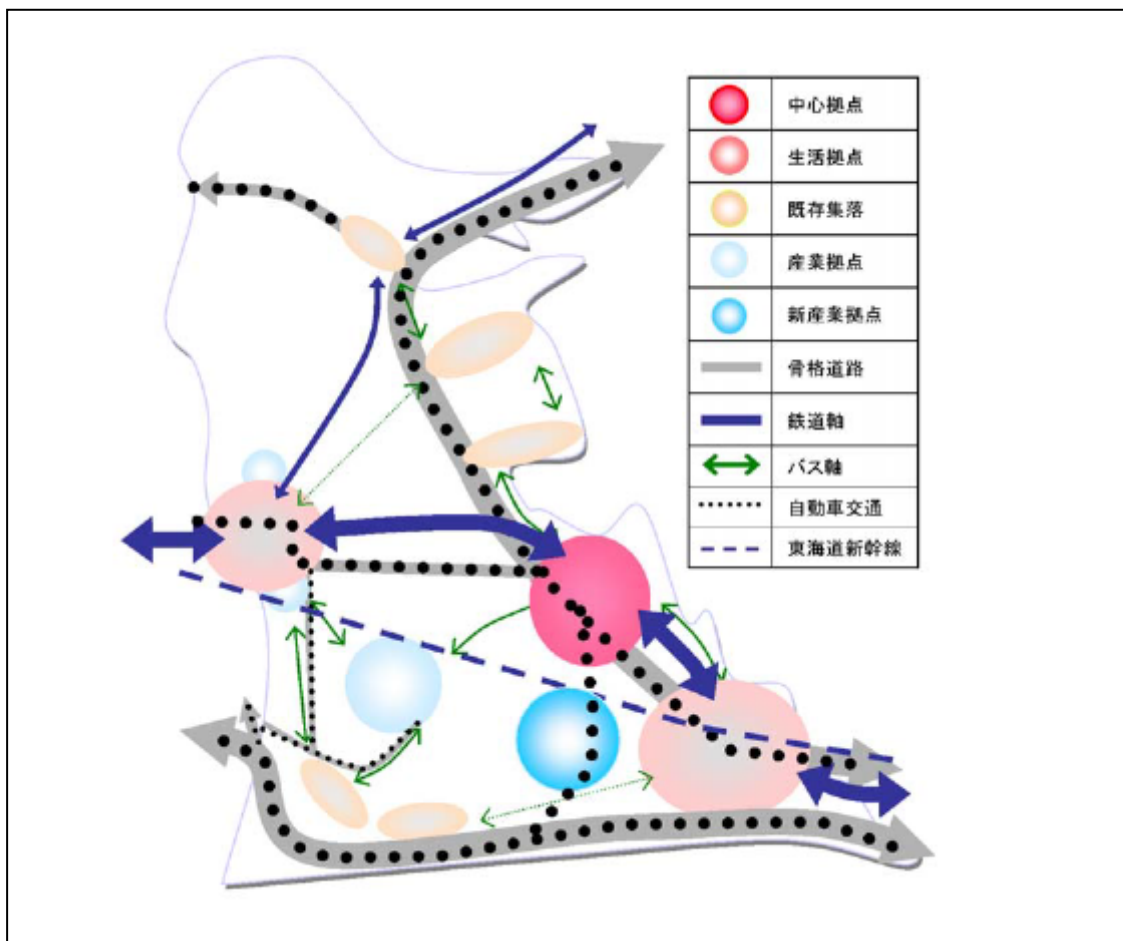 中心拠点
生活拠点
既存集落
産業拠点
新産業拠点
骨格道路
鉄道軸
バス軸
自動車交通
東海道新幹線